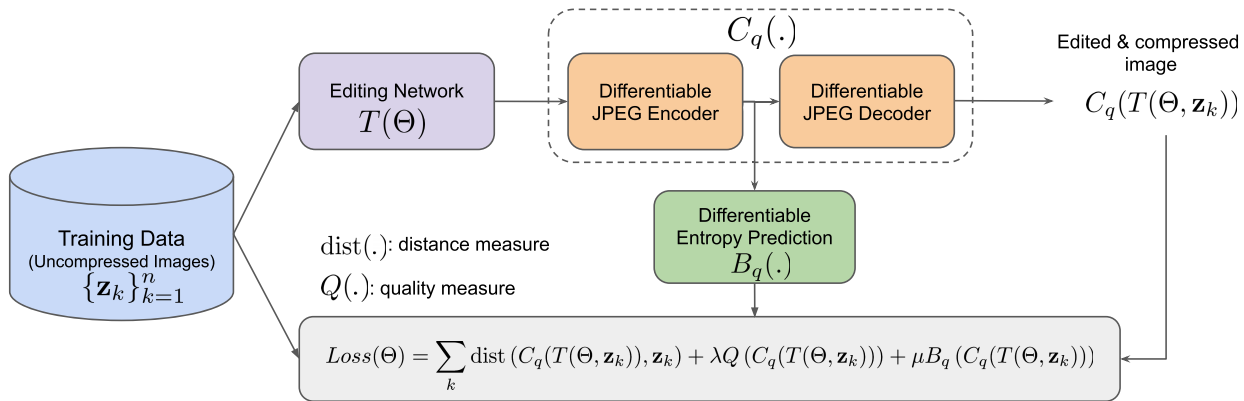 C_q(.)
Edited & compressed
image
C_q(T(Θ, z_k))
Editing Network
T(Θ)
Differentiable
JPEG Encoder
Differentiable
JPEG Decoder
Training Data
(Uncompressed Images)
{z_k}_{k=1}^n
Differentiable
Entropy Prediction
B_q(.)
dist(.): distance measure
Q(.): quality measure
Loss(Θ) = ∑_k dist (C_q(T(Θ, z_k)), z_k) + λQ (C_q(T(Θ, z_k))) + μB_q (C_q(T(Θ, z_k)))